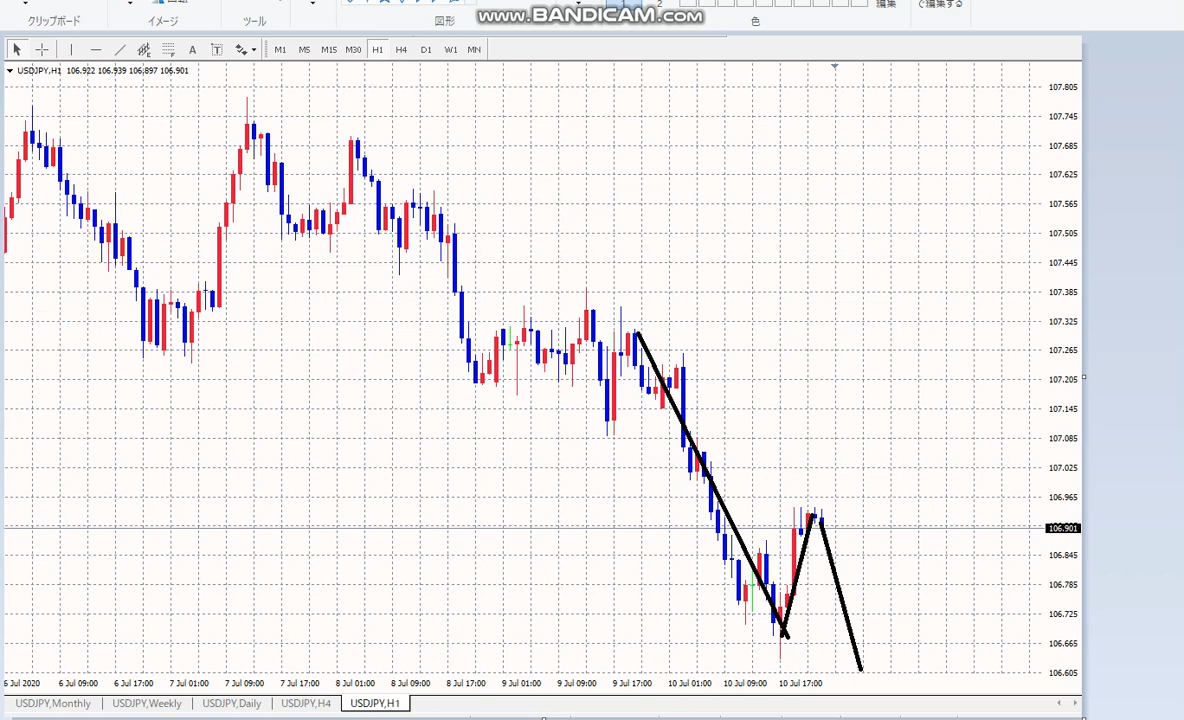 クリップボード
イメージ
ツール
図形
色
編集
で編集する
1
2
www.BANDICAM.com
A
T
M1
M5
M15
M30
H1
H4
D1
W1
MN
USDJPY,H1 106.922 106.939 106.897 106.901
107.805
107.745
107.685
107.625
107.565
107.505
107.445
107.385
107.325
107.265
107.205
107.145
107.085
107.025
106.965
106.901
106.845
106.785
106.725
106.665
106.605
6 Jul 2020
6 Jul 09:00
6 Jul 17:00
7 Jul 01:00
7 Jul 09:00
7 Jul 17:00
8 Jul 01:00
8 Jul 09:00
8 Jul 17:00
9 Jul 01:00
9 Jul 09:00
9 Jul 17:00
10 Jul 01:00
10 Jul 09:00
10 Jul 17:00
USDJPY,Monthly
USDJPY,Weekly
USDJPY,Daily
USDJPY,H4
USDJPY,H1